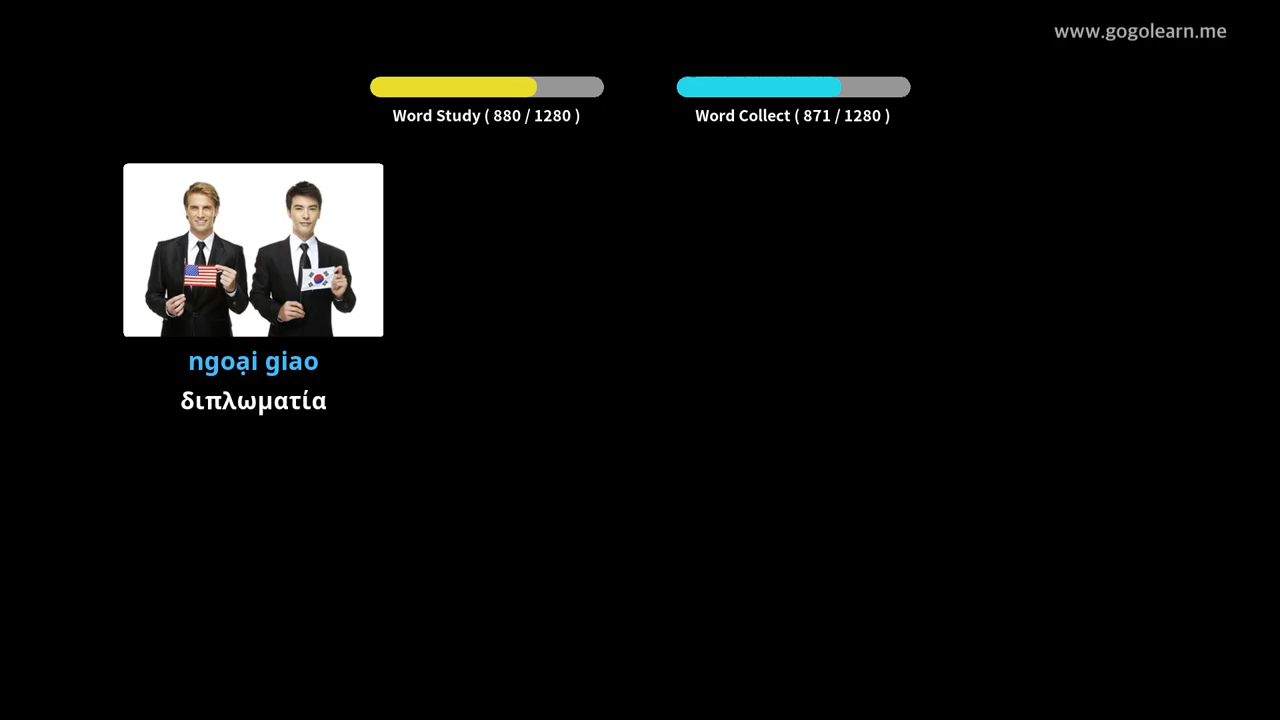 www.gogolearn.me
Word Study ( 880 / 1280 )
Word Collect ( 871 / 1280 )
ngoại giao
διπλωματία